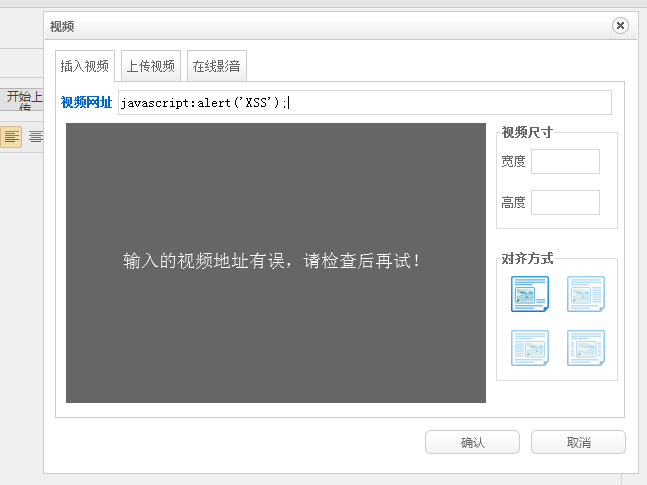 视频
插入视频
上传视频
在线影音
开始上
传
视频网址
javascript:alert('XSS');
输入的视频地址有误，请检查后再试！
视频尺寸
宽度
高度
对齐方式
确认
取消